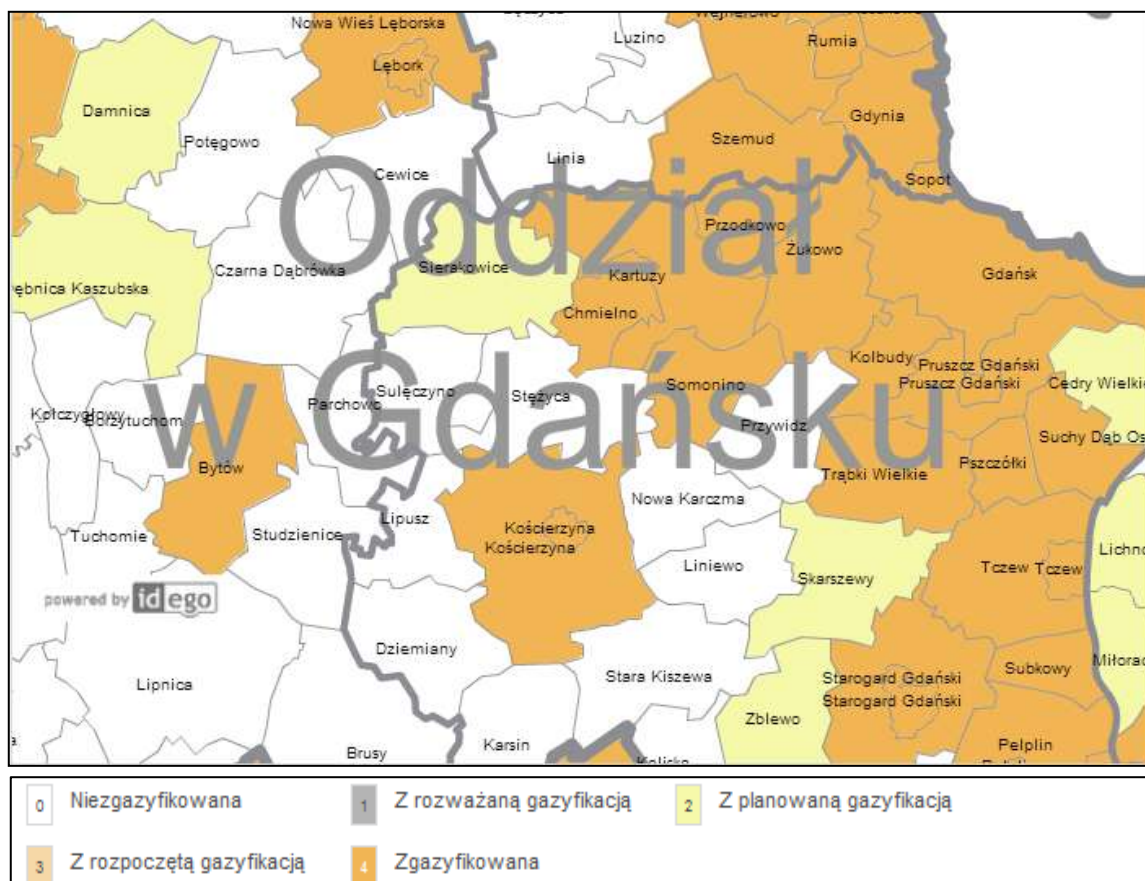 Nowa Wieś Lęborska
Luzino
Rumia
Lębork
Damnica
Gdynia
Potęgowo
Szemud
Linia
Cewice
Sopot
Oddział
Przodkowo
Żukowo
Czarna Dąbrówka
Sierakowice
Kartuzy
Gdańsk
Kaszubska
Chmielno
Kolbudy
Pruszcz Gdański
Pruszcz Gdański
Cedry Wielkie
w Gdańsku
Sulęczyno
Stężyca
Somonino
Parchowo
Kołczygłowy
Borzytuchom
Przywidz
Suchy Dąb
Bytów
Trąbki Wielkie
Pszczółki
Nowa Karczma
Lipusz
Kościerzyna
Kościerzyna
Tuchomie
Studzienice
Liniewo
Skarszewy
Tczew
Tczew
powered by idego
Dziemiany
Lipnica
Stara Kiszewa
Starogard Gdański
Starogard Gdański
Subkowy
Zblewo
Brusy
Karsin
Pelplin
0 Niezgazyfikowana
1 Z rozważaną gazyfikacją
2 Z planowaną gazyfikacją
3 Z rozpoczętą gazyfikacją
4 Zgazyfikowana